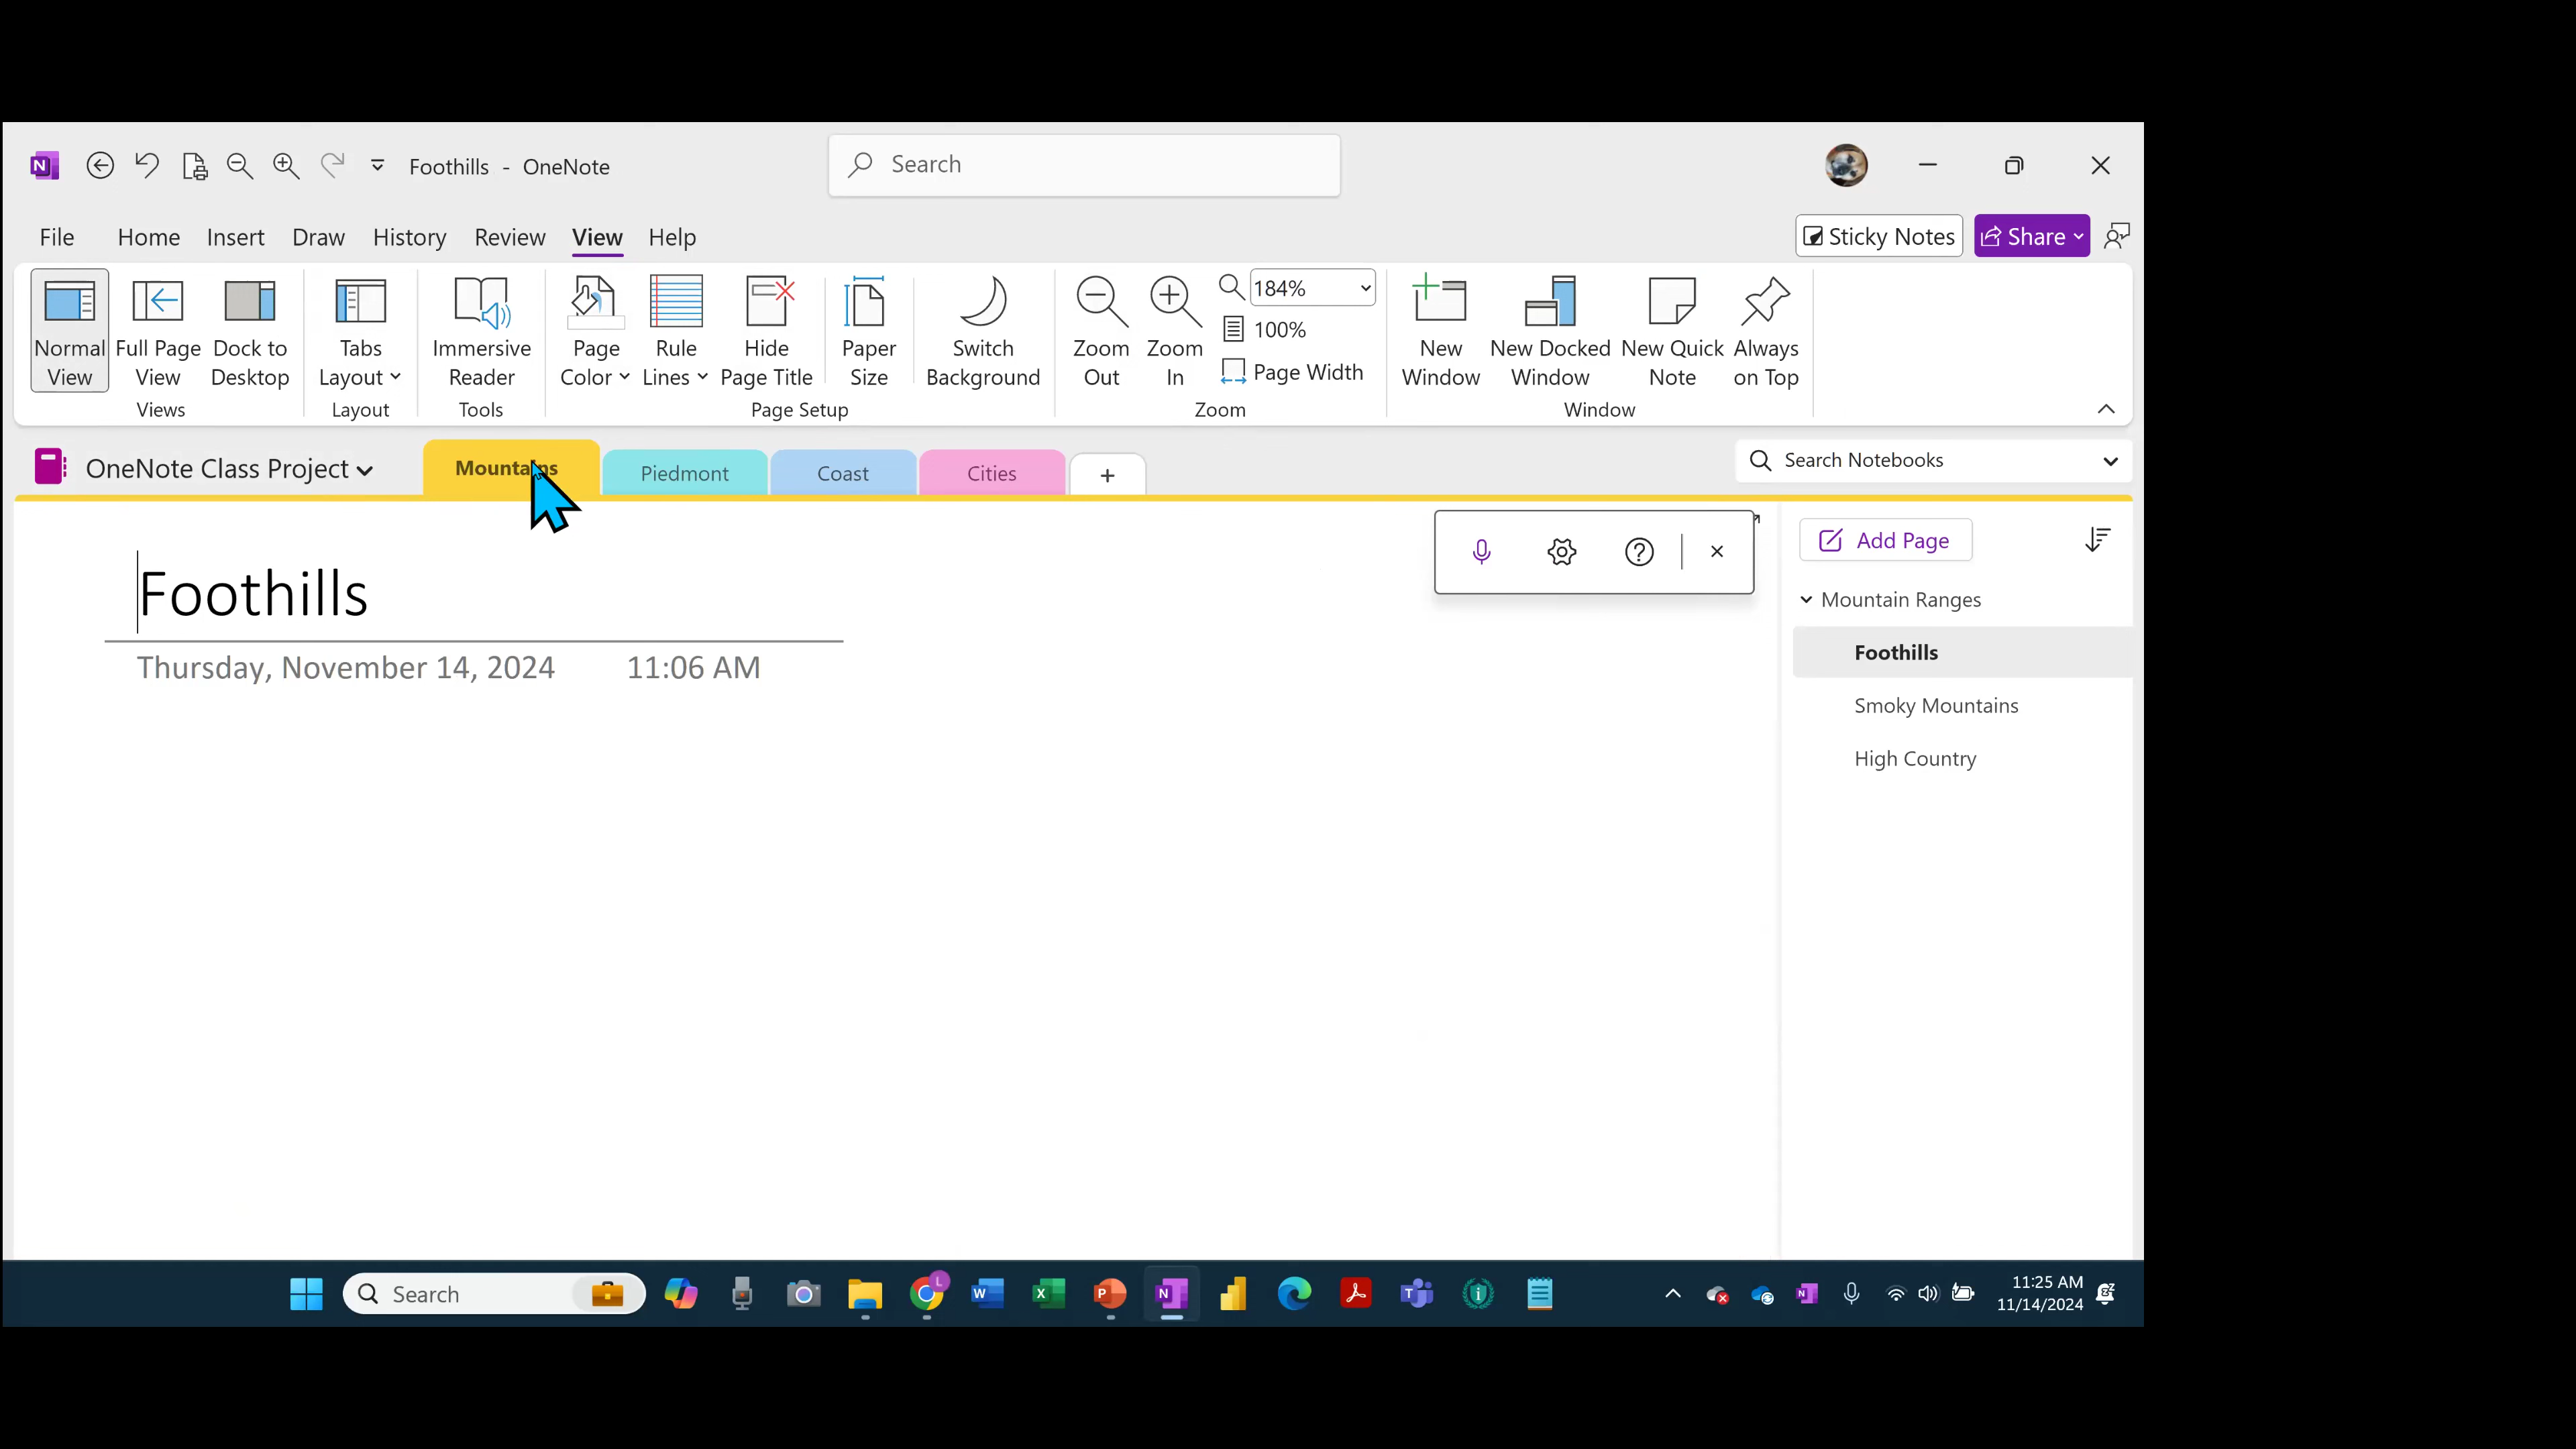 Foothills - OneNote
Search
File Home Insert Draw History Review View Help
Sticky Notes Share
Normal View
Full Page View
Dock to Desktop
Views
Tabs Layout
Layout
Immersive Reader
Tools
Page Color
Rule Lines
Hide Page Title
Paper Size
Switch Background
Page Setup
Zoom Out
Zoom In
184%
100%
Page Width
Zoom
New Window
New Docked Window
New Quick Note
Always on Top
Window
OneNote Class Project
Mountains
Piedmont
Coast
Cities
+
Search Notebooks
Foothills
Thursday, November 14, 2024 11:06 AM
Add Page
Mountain Ranges
Foothills
Smoky Mountains
High Country
Search
11:25 AM
11/14/2024